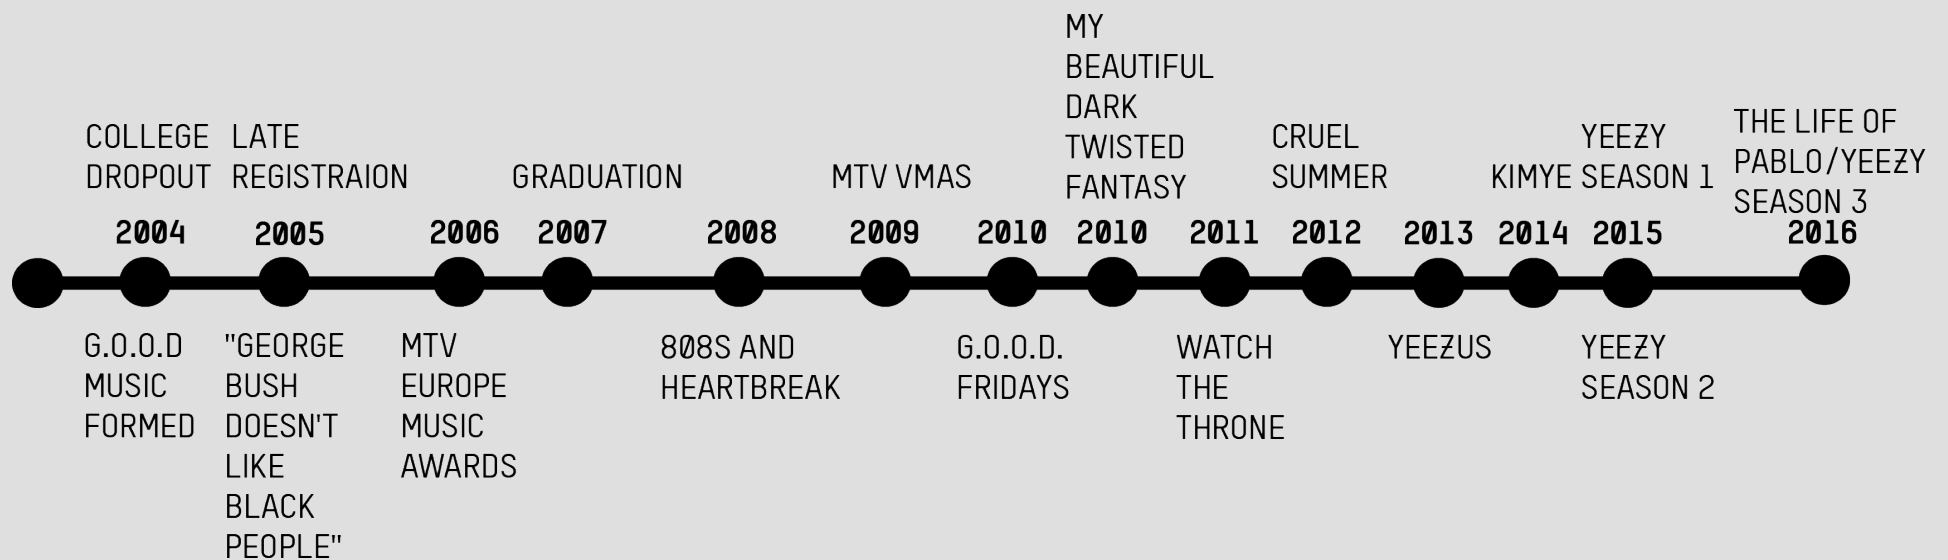 COLLEGE
DROPOUT
LATE
REGISTRAION
GRADUATION
MTV VMAS
MY
BEAUTIFUL
DARK
TWISTED
FANTASY
CRUEL
SUMMER
KIMYE
YEEZY
SEASON 1
THE LIFE OF
PABLO/YEEZY
SEASON 3
2004
2005
2006
2007
2008
2009
2010
2010
2011
2012
2013
2014
2015
2016
G.O.O.D
MUSIC
FORMED
"GEORGE
BUSH
DOESN'T
LIKE
BLACK
PEOPLE"
MTV
EUROPE
MUSIC
AWARDS
808S AND
HEARTBREAK
G.O.O.D.
FRIDAYS
WATCH
THE
THRONE
YEEZUS
YEEZY
SEASON 2